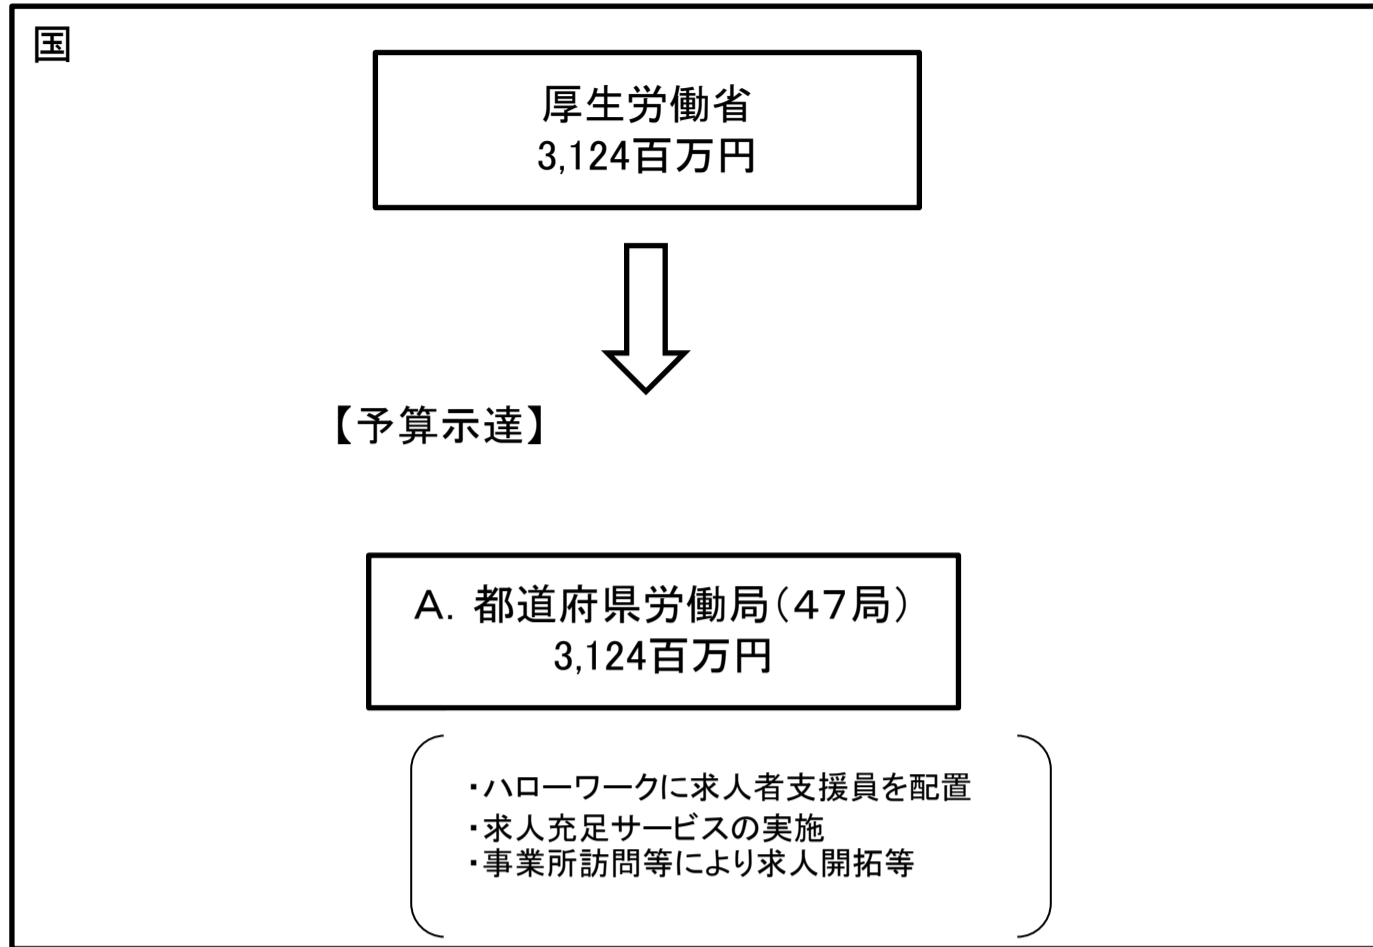 国
厚生労働省
3,124百万円
【予算示達】
A. 都道府県労働局(47局)
3,124百万円
・ハローワークに求人者支援員を配置
・求人充足サービスの実施
・事業所訪問等により求人開拓等